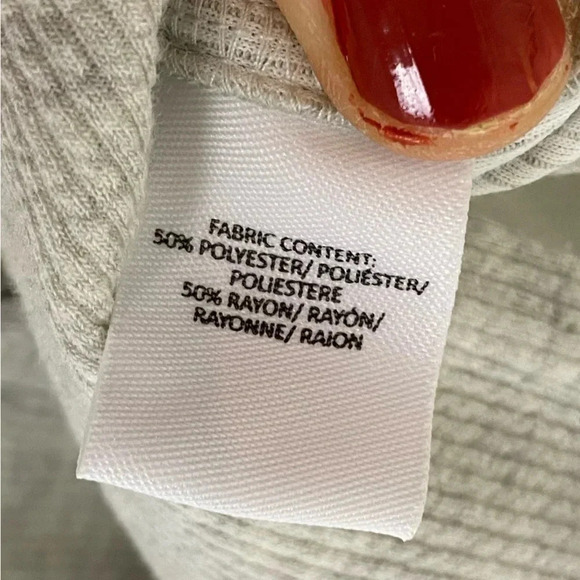 FABRIC CONTENT:
50% POLYESTER/ POLIÉSTER/
POLIESTERE
50% RAYON/ RAYÓN/
RAYONNE/ RAION